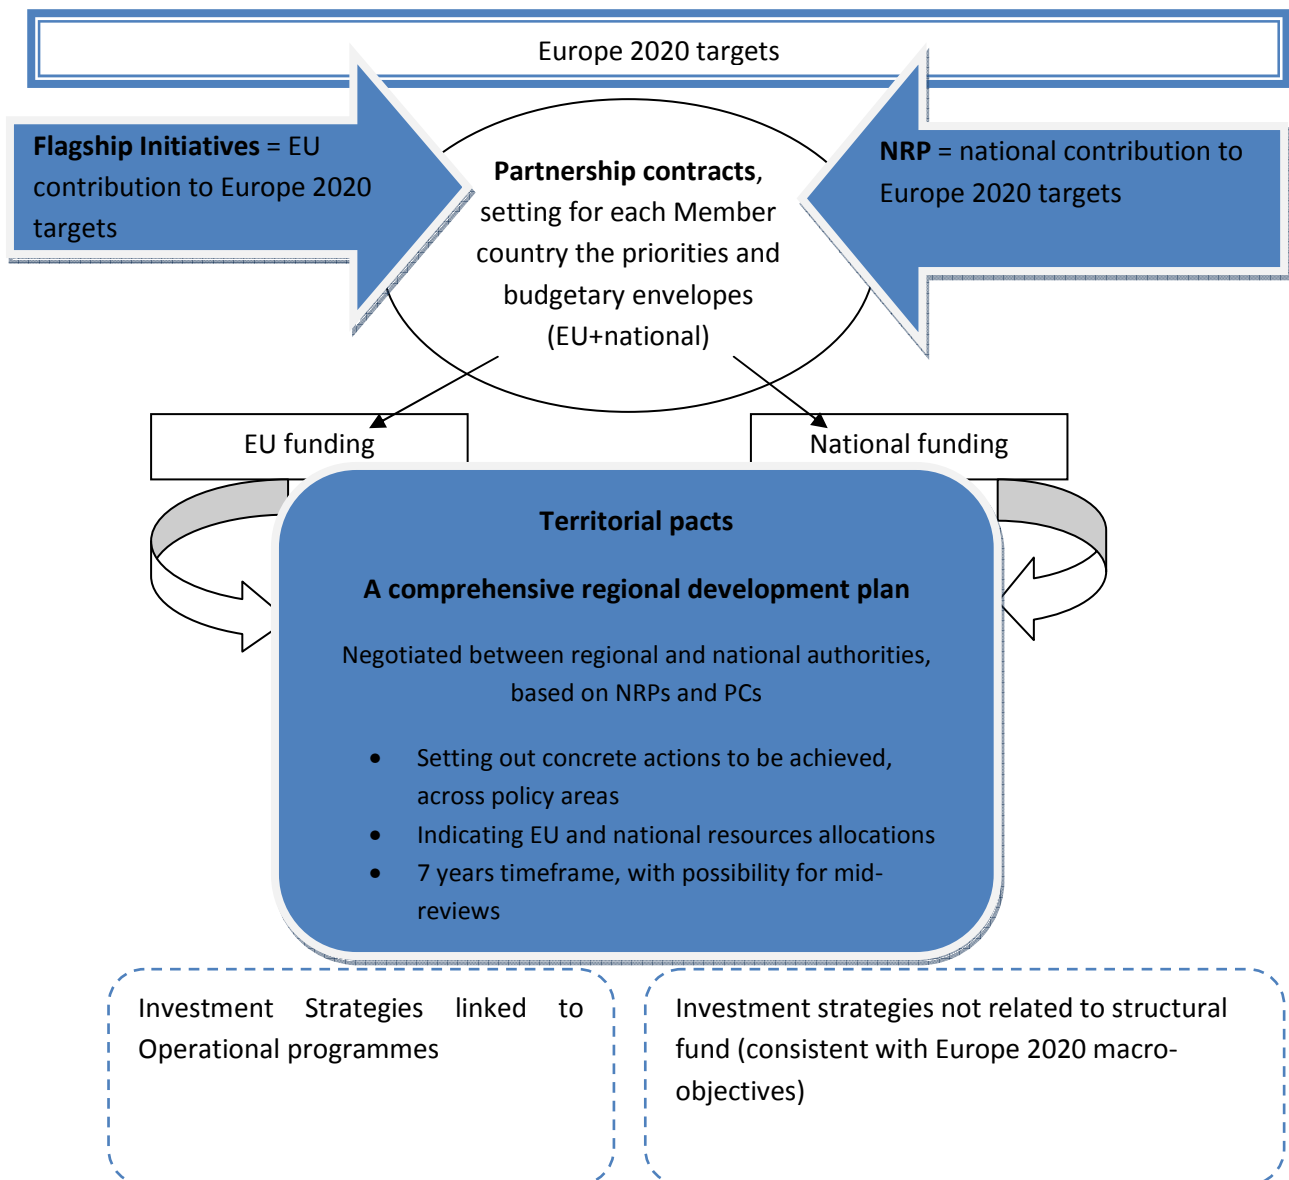 Europe 2020 targets
Flagship Initiatives = EU
contribution to Europe 2020
targets
Partnership contracts,
setting for each Member
country the priorities and
budgetary envelopes
(EU+national)
NRP = national contribution to
Europe 2020 targets
EU funding
National funding
Territorial pacts
A comprehensive regional development plan
Negotiated between regional and national authorities,
based on NRPs and PCs
• Setting out concrete actions to be achieved,
across policy areas
• Indicating EU and national resources allocations
• 7 years timeframe, with possibility for mid-
reviews
Investment Strategies linked to
Operational programmes
Investment strategies not related to structural
fund (consistent with Europe 2020 macro-
objectives)